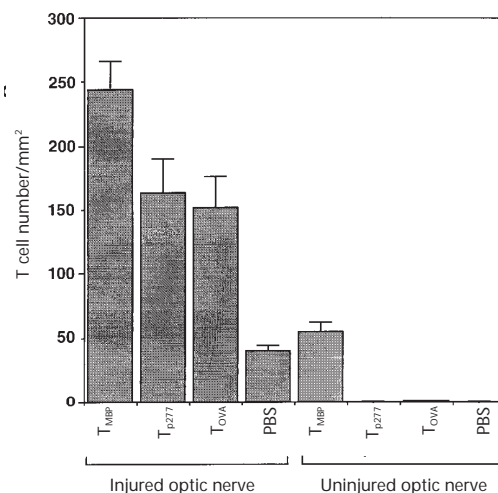 300
250
200
150
100
50
0
T cell number/mm²
T_MBP T_p277 T_OVA PBS T_MBP T_p277 T_OVA PBS
Injured optic nerve Uninjured optic nerve